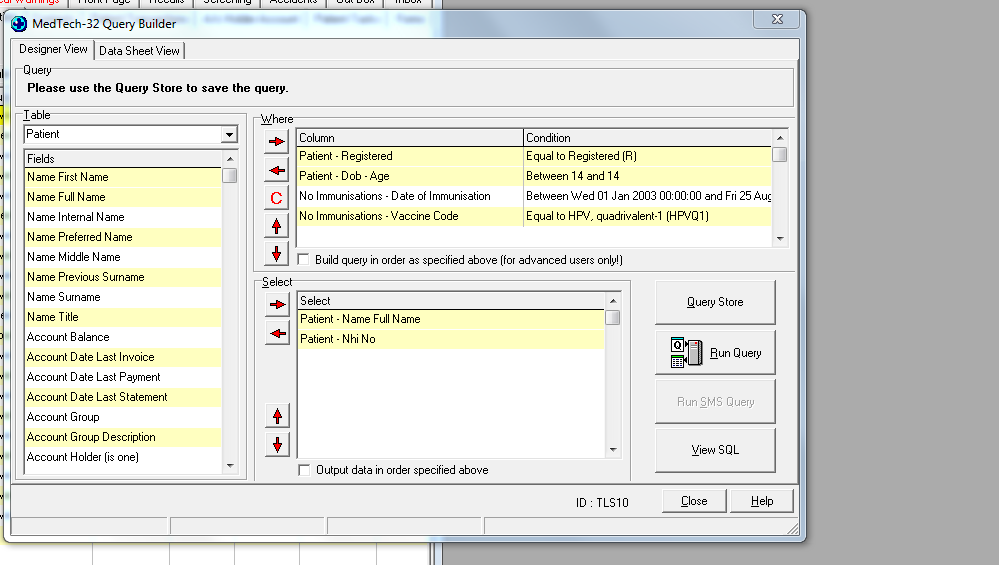 MedTech-32 Query Builder
Designer View
Data Sheet View
Query
Please use the Query Store to save the query.
Table
Patient
Fields
Name First Name
Name Full Name
Name Internal Name
Name Preferred Name
Name Middle Name
Name Previous Surname
Name Surname
Name Title
Account Balance
Account Date Last Invoice
Account Date Last Payment
Account Date Last Statement
Account Group
Account Group Description
Account Holder (is one)
Where
Column Condition
Patient - Registered Equal to Registered (R)
Patient - Dob - Age Between 14 and 14
No Immunisations - Date of Immunisation Between Wed 01 Jan 2003 00:00:00 and Fri 25 Aug
No Immunisations - Vaccine Code Equal to HPV, quadrivalent-1 (HPVQ1)
C
Build query in order as specified above (for advanced users only!)
Select
Select
Patient - Name Full Name
Patient - Nhi No
Output data in order specified above
Query Store
Run Query
Run SMS Query
View SQL
ID : TLS10
Close
Help